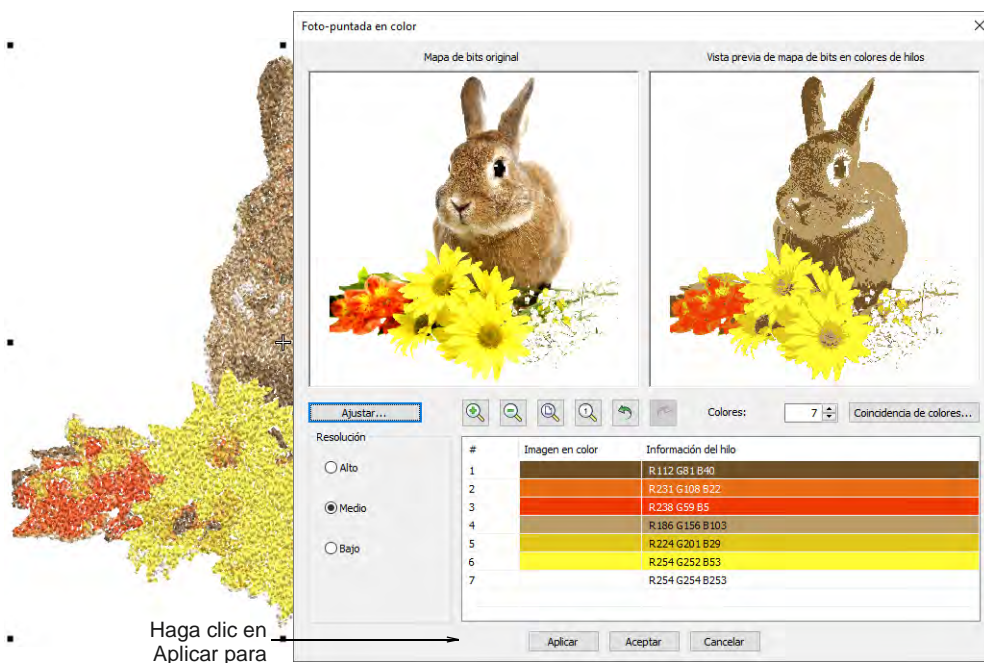 Foto-puntada en color
Mapa de bits original
Vista previa de mapa de bits en colores de hilos
Ajustar...
1
Colores:
7
Coincidencia de colores...
Resolución
Alto
Medio
Bajo
# Imagen en color Información del hilo
1 R112 G81 B40
2 R231 G108 B22
3 R238 G59 B5
4 R186 G156 B103
5 R224 G201 B29
6 R254 G252 B53
7 R254 G254 B253
Aplicar Aceptar Cancelar
Haga clic en
Aplicar para